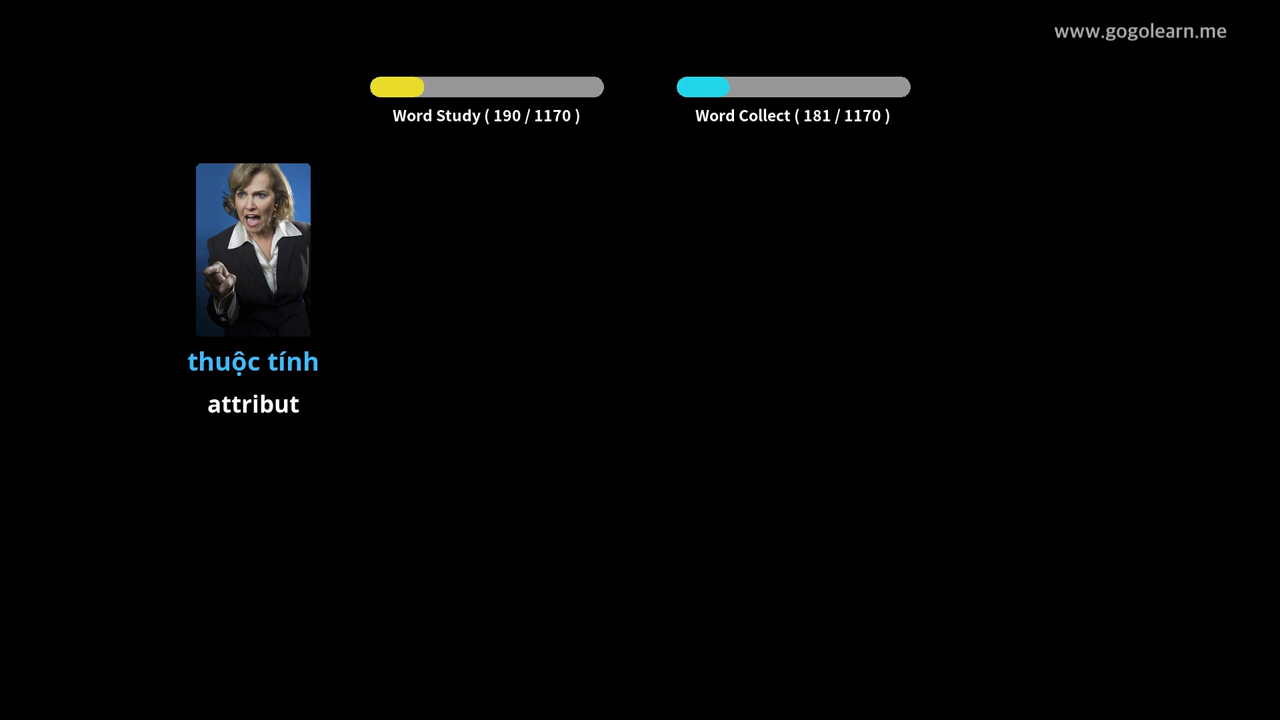 www.gogolearn.me
Word Study ( 190 / 1170 )
Word Collect ( 181 / 1170 )
thuộc tính
attribut